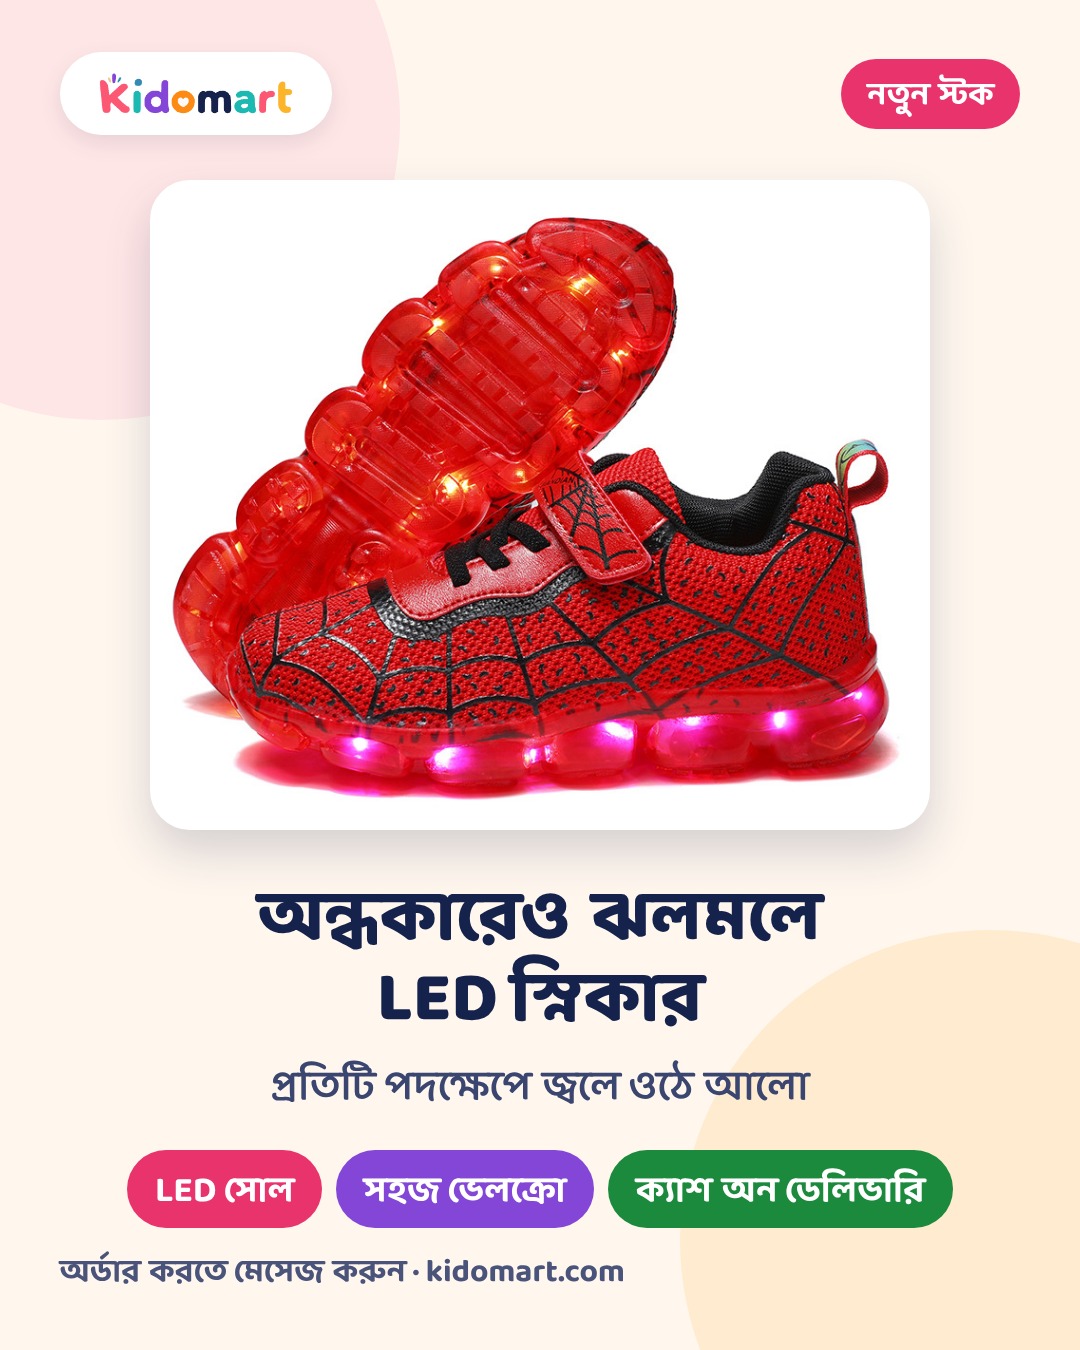 Kidomart
নতুন স্টক
অন্ধকারেও ঝলমলে
LED স্নিকার
প্রতিটি পদক্ষেপে জ্বলে ওঠে আলো
LED সোল
সহজ ভেলক্রো
ক্যাশ অন ডেলিভারি
অর্ডার করতে মেসেজ করুন · kidomart.com